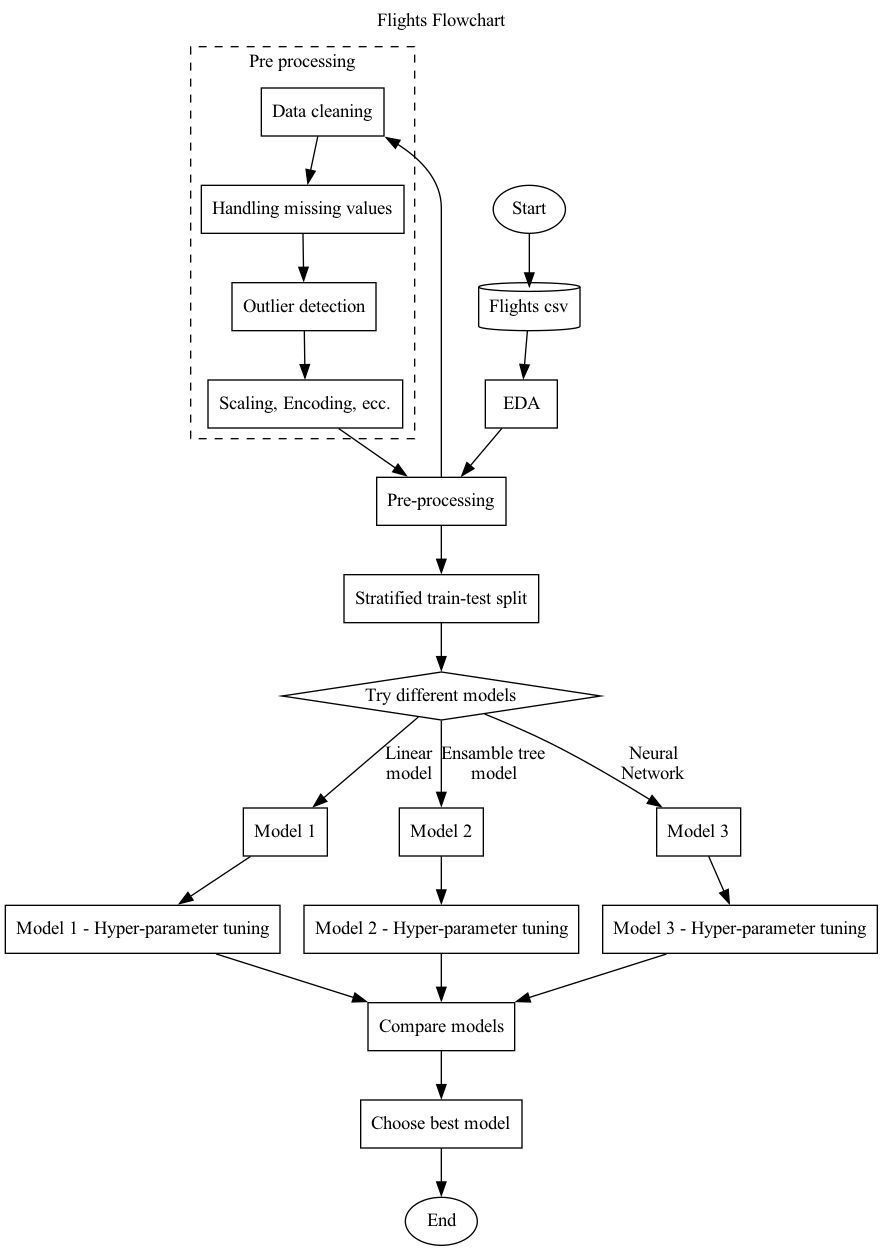 Flights Flowchart
Pre processing
Data cleaning
Handling missing values
Start
Outlier detection
Flights csv
Scaling, Encoding, ecc.
EDA
Pre-processing
Stratified train-test split
Try different models
Linear
model
Ensamble tree
model
Neural
Network
Model 1
Model 2
Model 3
Model 1 - Hyper-parameter tuning
Model 2 - Hyper-parameter tuning
Model 3 - Hyper-parameter tuning
Compare models
Choose best model
End